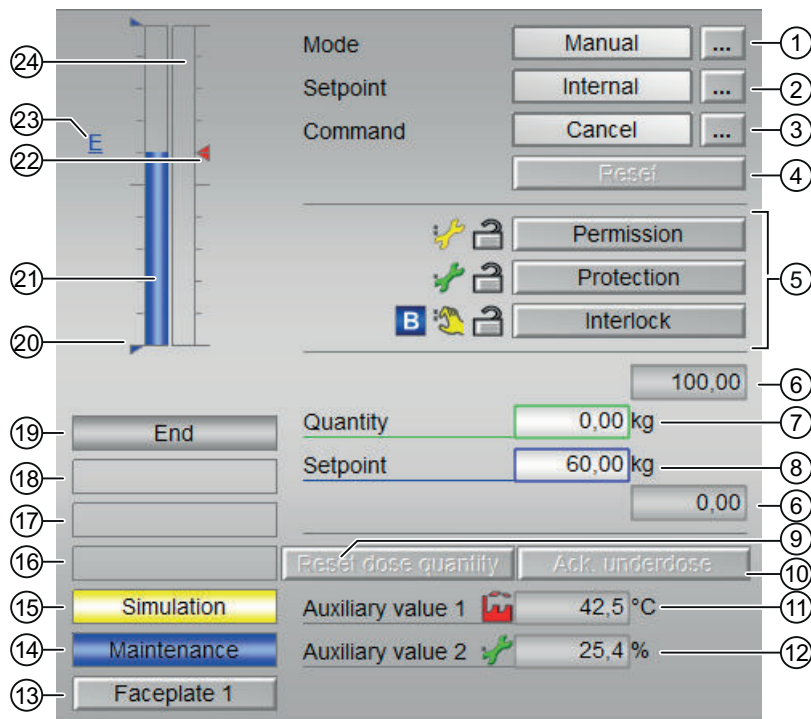 Mode Manual ... 1
Setpoint Internal ... 2
Command Cancel ... 3
Reset 4
24
23 E
22
Permission
Protection 5
B Interlock
21
20
100,00 6
19 End Quantity 0,00 kg 7
18 Setpoint 60,00 kg 8
17 0,00 6
9
16 Reset dose quantity Ack. underdose 10
15 Simulation Auxiliary value 1 42,5 °C 11
14 Maintenance Auxiliary value 2 25,4 % 12
13 Faceplate 1